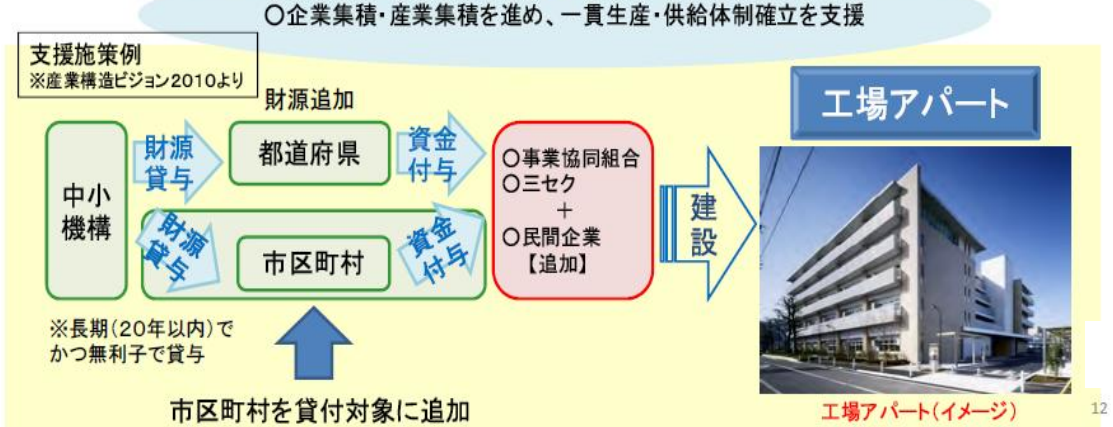 〇企業集積・産業集積を進め、一貫生産・供給体制確立を支援
支援施策例
※産業構造ビジョン2010より
財源追加
中小
機構
財源
貸与
都道府県
資金
付与
財源
貸与
市区町村
資金
付与
〇事業協同組合
〇三セク
+
〇民間企業
【追加】
建
設
工場アパート
※長期(20年以内)で
かつ無利子で貸与
市区町村を貸付対象に追加
工場アパート(イメージ)
12